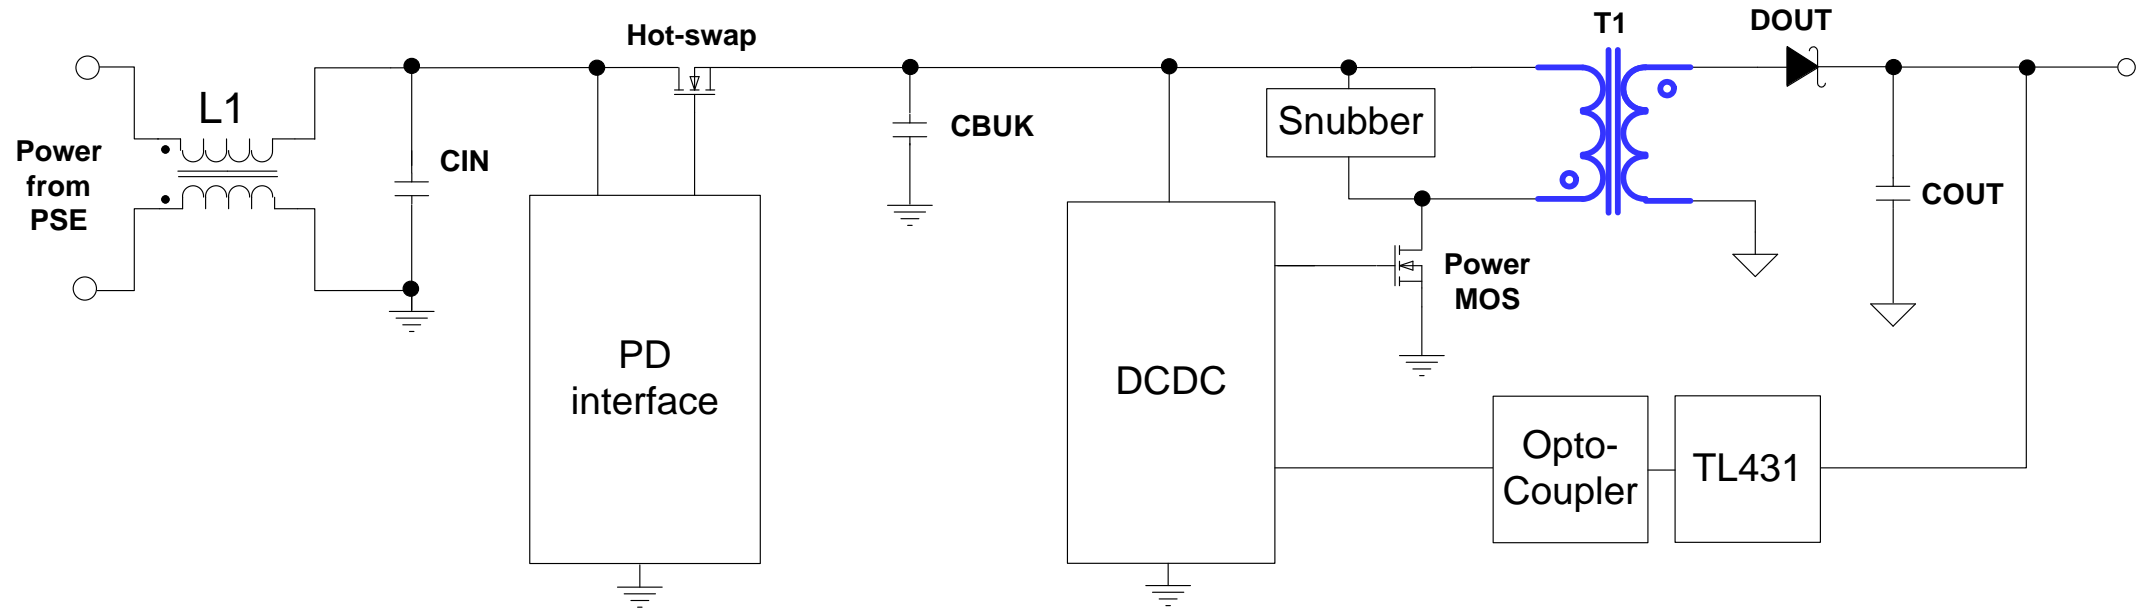 Hot-swap
T1
DOUT
L1
Power
from
PSE
CIN
CBUK
Snubber
COUT
Power
MOS
PD
interface
DCDC
Opto-
Coupler
TL431